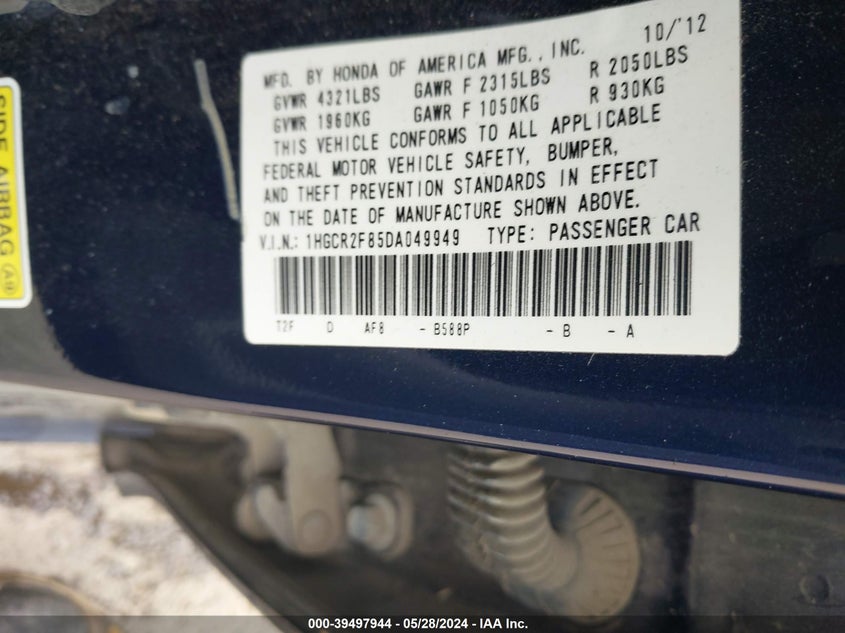 MFD. BY HONDA OF AMERICA MFG., INC. 10/'12
GVWR 4321LBS GAWR F 2315LBS R 2050LBS
GVWR 1960KG GAWR F 1050KG R 930KG
THIS VEHICLE CONFORMS TO ALL APPLICABLE
FEDERAL MOTOR VEHICLE SAFETY, BUMPER,
AND THEFT PREVENTION STANDARDS IN EFFECT
ON THE DATE OF MANUFACTURE SHOWN ABOVE.
V.I.N.: 1HGCR2F85DA049949 TYPE: PASSENGER CAR
T2F D AF8 - B588P - B - A
SIDE AIRBAG
000-39497944 - 05/28/2024 - IAA Inc.